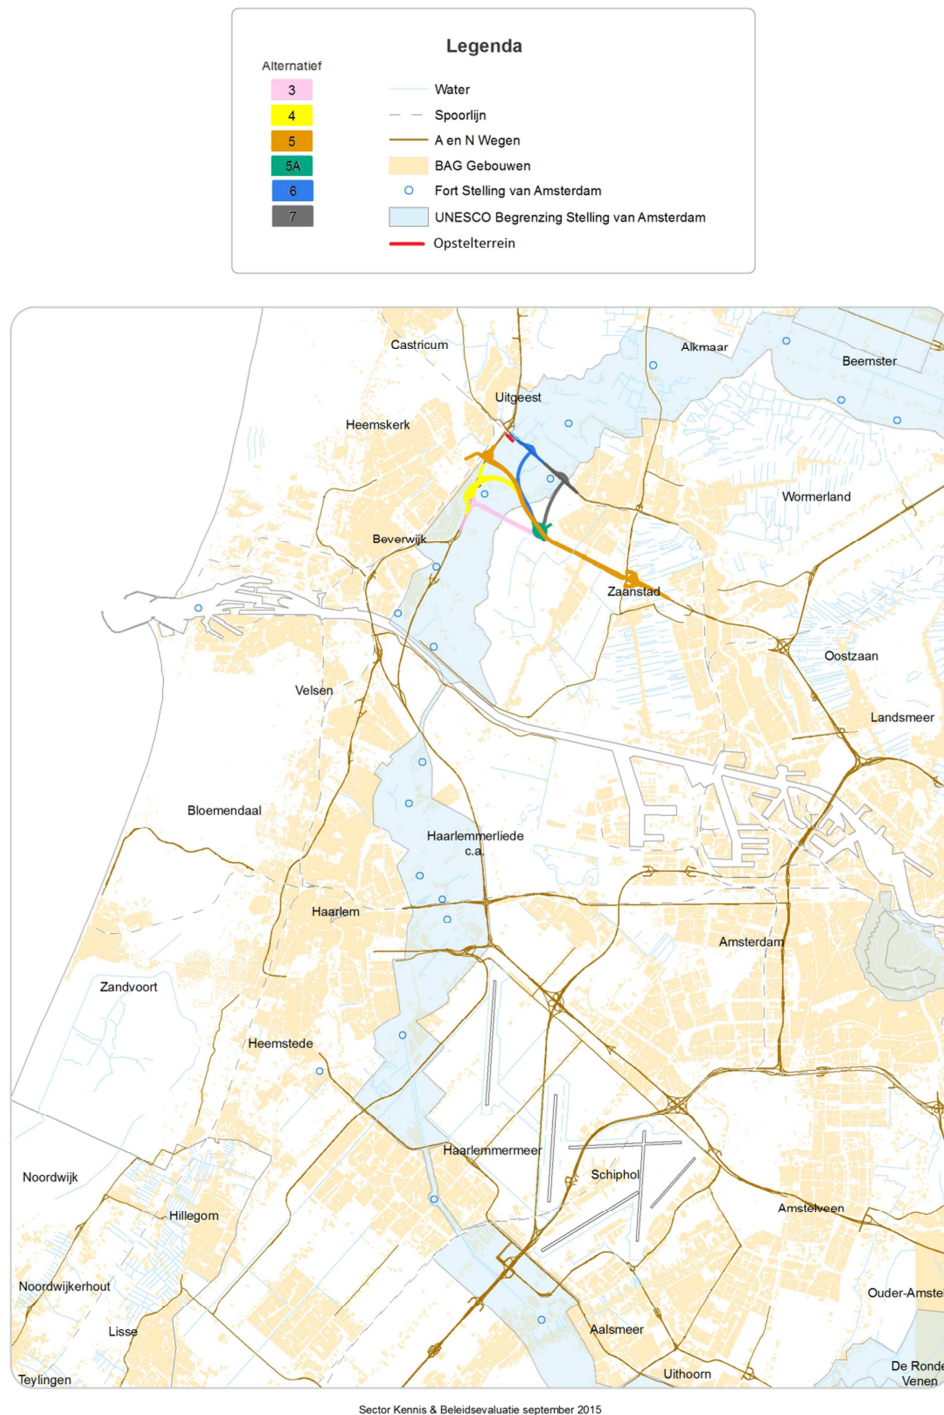 Legenda
Alternatief
3
4
5
5A
6
7
Water
Spoorlijn
A en N Wegen
BAG Gebouwen
Fort Stelling van Amsterdam
UNESCO Begrenzing Stelling van Amsterdam
Opstelterrein
Castricum
Alkmaar
Beemster
Uitgeest
Heemskerk
Wormerland
Beverwijk
Zaanstad
Oostzaan
Velsen
Landsmeer
Bloemendaal
Haarlemmerliede
c.a.
Haarlem
Amsterdam
Zandvoort
Heemstede
Haarlemmermeer
Schiphol
Noordwijk
Hillegom
Amstelveen
Noordwijkerhout
Ouder-Amste
Lisse
Aalsmeer
Uithoorn
De Ronde
Venen
Teylingen
Sector Kennis & Beleidsevaluatie september 2015